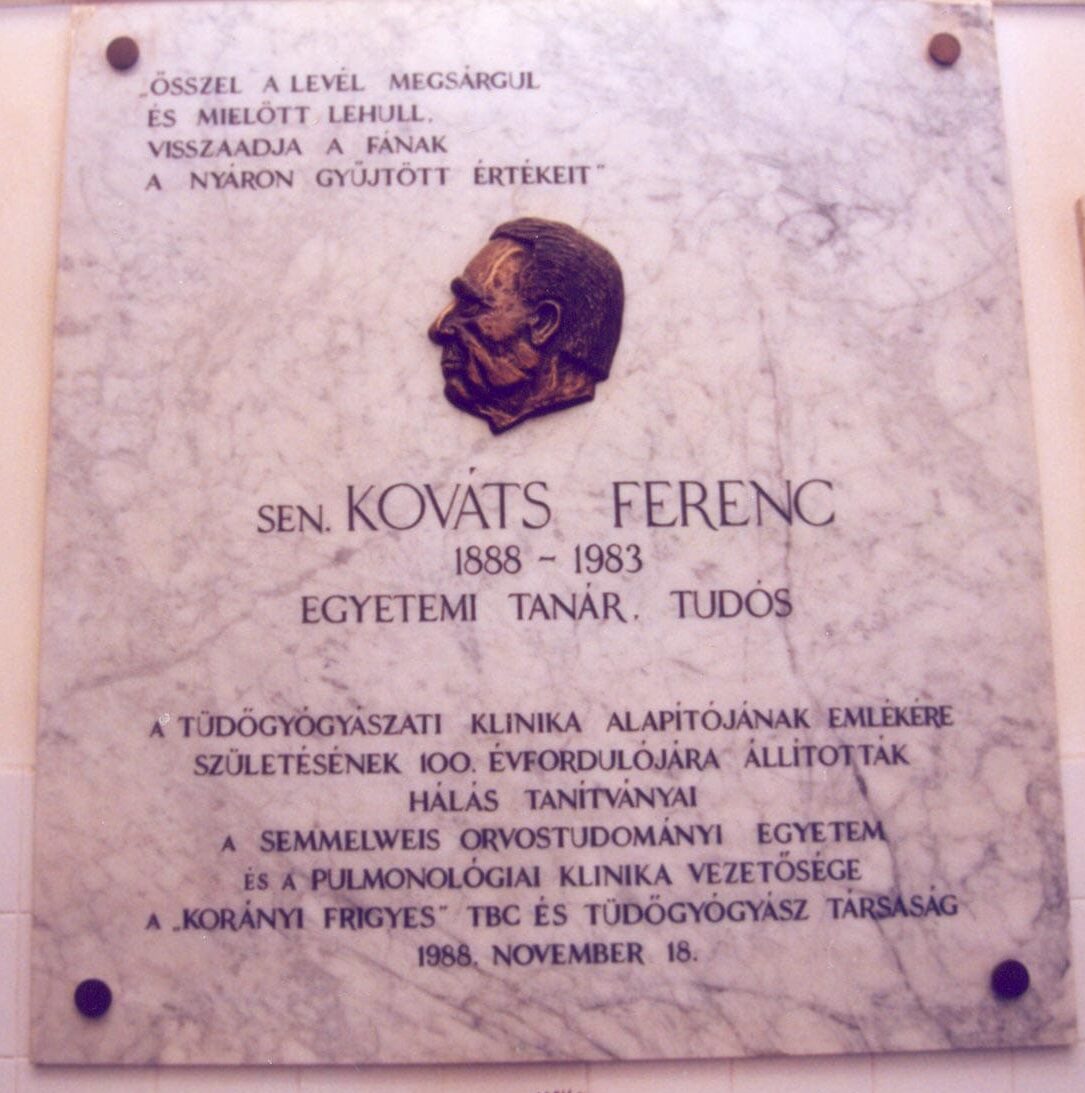 „ŐSSZEL A LEVÉL MEGSÁRGUL
ÉS MIELŐTT LEHULL,
VISSZAADJA A FÁNAK
A NYÁRON GYŰJTÖTT ÉRTÉKEIT"
SEN. KOVÁTS FERENC
1888 - 1983
EGYETEMI TANÁR, TUDÓS
A TÜDŐGYÓGYÁSZATI KLINIKA ALAPÍTÓJÁNAK EMLÉKÉRE
SZÜLETÉSÉNEK 100. ÉVFORDULÓJÁRA ÁLLÍTOTTÁK
HÁLÁS TANÍTVÁNYAI
A SEMMELWEIS ORVOSTUDOMÁNYI EGYETEM
ÉS A PULMONOLÓGIAI KLINIKA VEZETŐSÉGE
A „KORÁNYI FRIGYES" TBC ÉS TÜDŐGYÓGYÁSZ TÁRSASÁG
1988. NOVEMBER 18.